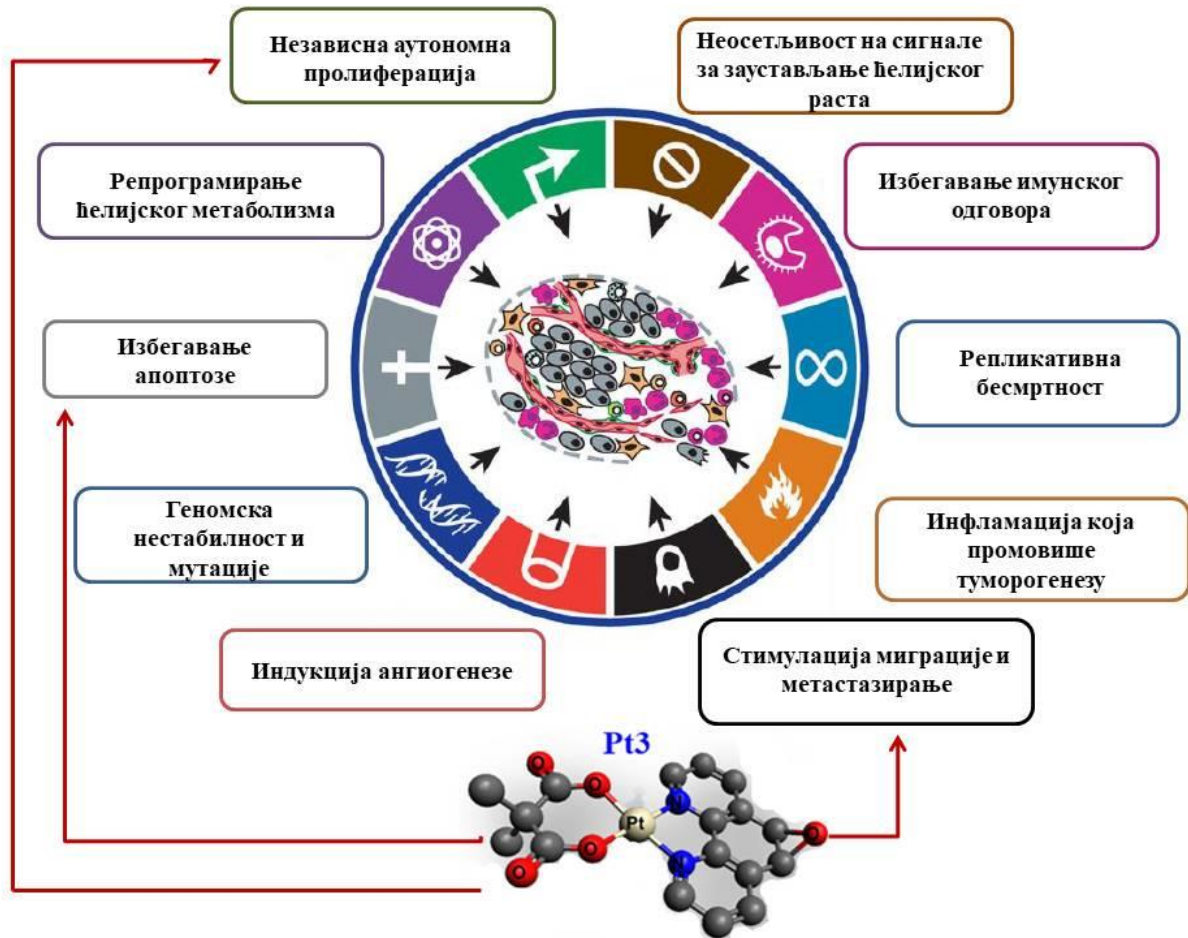 Независна аутономна
пролиферација
Неосетљивост на сигнале
за заустављање ћелијског
раста
Репрограмирање
ћелијског метаболизма
Избегавање имунског
одговора
Избегавање
апоптозе
Репликативна
бесмртност
Геномска
нестабилност и
мутације
Инфламација која
промовише
туморогенезу
Индукција ангиогенезе
Стимулација миграције и
метастазирање
Pt3
O
O
N
Pt
O
O
N
O